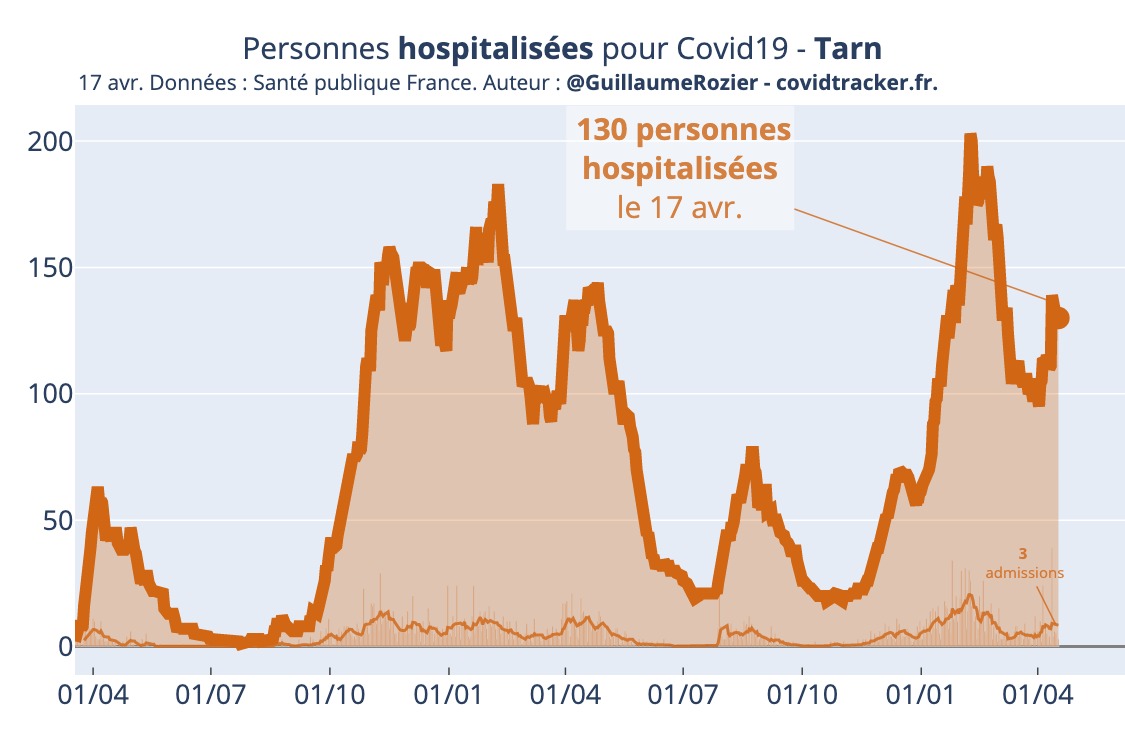 Personnes hospitalisées pour Covid19 - Tarn
17 avr. Données : Santé publique France. Auteur : @GuillaumeRozier - covidtracker.fr.
130 personnes
hospitalisées
le 17 avr.
200
150
100
50
0
3
admissions
01/04 01/07 01/10 01/01 01/04 01/07 01/10 01/01 01/04